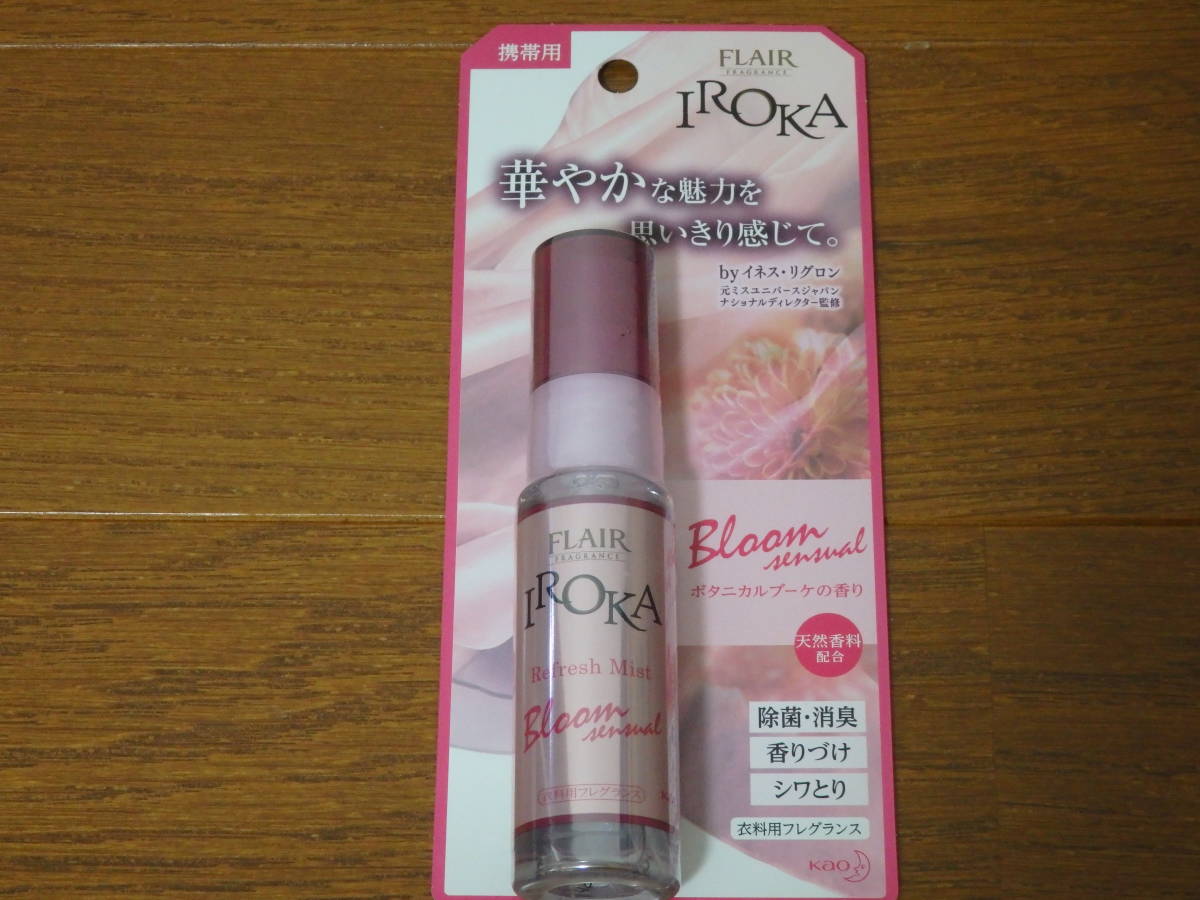 携帯用
FLAIR
FRAGRANCE
IROKA
華やかな魅力を
思いきり感じて。
byイネス・リグロン
元ミスユニバースジャパン
ナショナルディレクター監修
Bloom
sensual
ボタニカルブーケの香り
天然香料
配合
除菌・消臭
香りづけ
シワとり
衣料用フレグランス
Kao
FLAIR
FRAGRANCE
IROKA
Refresh Mist
Bloom
sensual
衣料用フレグランス